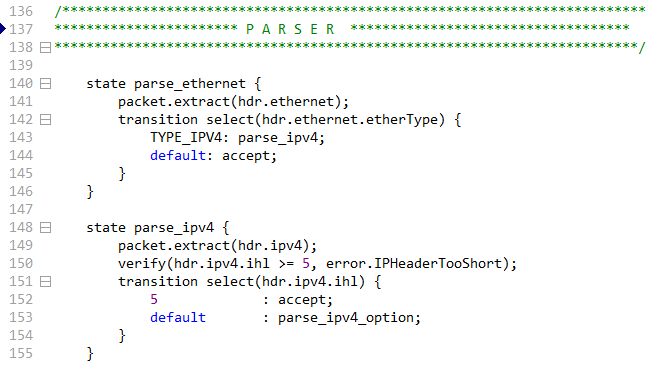 136 /*************************************************************************
137 *********************** P A R S E R ***********************************
138 *************************************************************************/
139
140 state parse_ethernet {
141 packet.extract(hdr.ethernet);
142 transition select(hdr.ethernet.etherType) {
143 TYPE_IPV4: parse_ipv4;
144 default: accept;
145 }
146 }
147
148 state parse_ipv4 {
149 packet.extract(hdr.ipv4);
150 verify(hdr.ipv4.ihl >= 5, error.IPHeaderTooShort);
151 transition select(hdr.ipv4.ihl) {
152 5 : accept;
153 default : parse_ipv4_option;
154 }
155 }